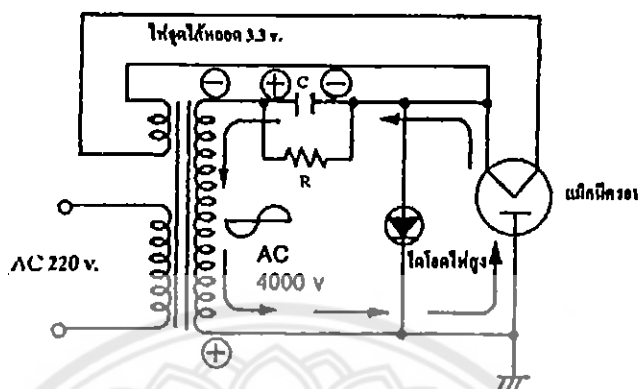 ไฟจุดไส้หลอด 3.3 v.
C
R
แม็กนีตรอน
AC
4000 v
ไดโอดไฟสูง
AC 220 v.